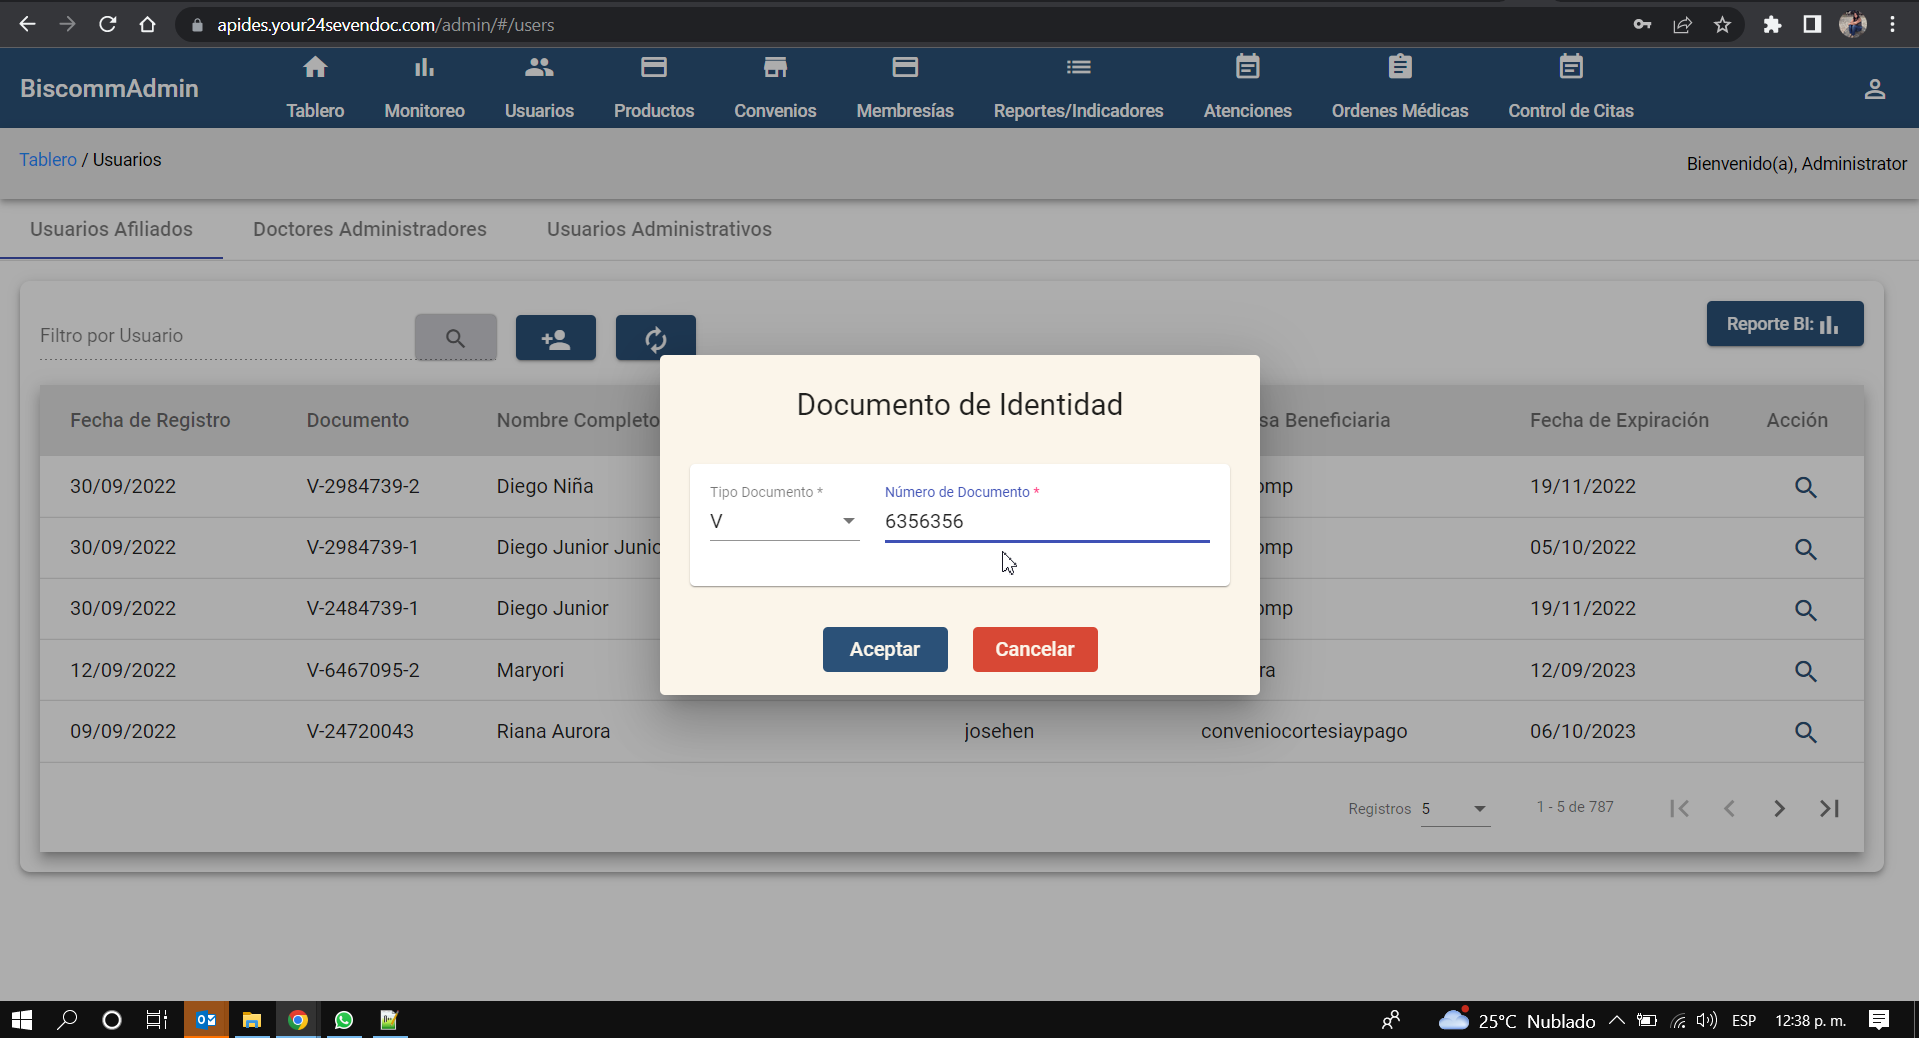 apides.your24sevendoc.com/admin/#/users
BiscommAdmin
Tablero
Monitoreo
Usuarios
Productos
Convenios
Membresías
Reportes/Indicadores
Atenciones
Ordenes Médicas
Control de Citas
Tablero / Usuarios
Bienvenido(a), Administrator
Usuarios Afiliados
Doctores Administradores
Usuarios Administrativos
Filtro por Usuario
Reporte BI:
Documento de Identidad
Tipo Documento *
Número de Documento *
V
6356356
Aceptar
Cancelar
Fecha de Registro Documento Nombre Completo sa Beneficiaria Fecha de Expiración Acción
30/09/2022 V-2984739-2 Diego Niña omp 19/11/2022
30/09/2022 V-2984739-1 Diego Junior Junio omp 05/10/2022
30/09/2022 V-2484739-1 Diego Junior omp 19/11/2022
12/09/2022 V-6467095-2 Maryori ra 12/09/2023
09/09/2022 V-24720043 Riana Aurora josehen conveniocortesiaypago 06/10/2023
Registros 5 1 - 5 de 787
25°C Nublado ESP 12:38 p. m.